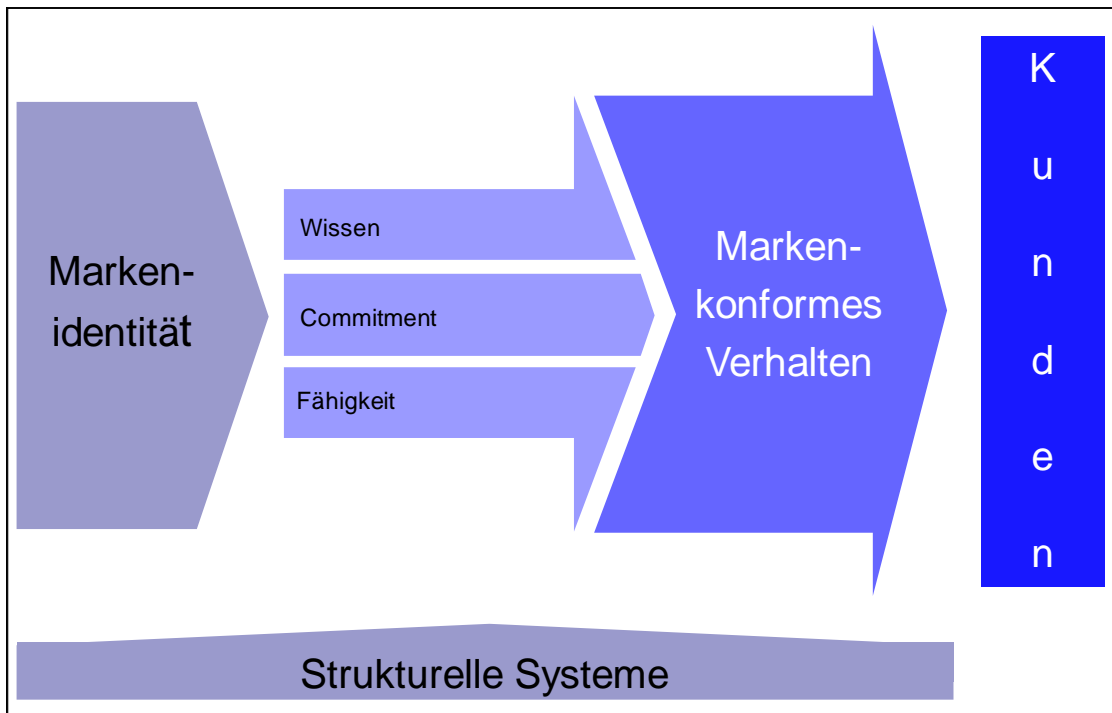 Marken-
identität
Wissen
Commitment
Fähigkeit
Marken-
konformes
Verhalten
K
u
n
d
e
n
Strukturelle Systeme